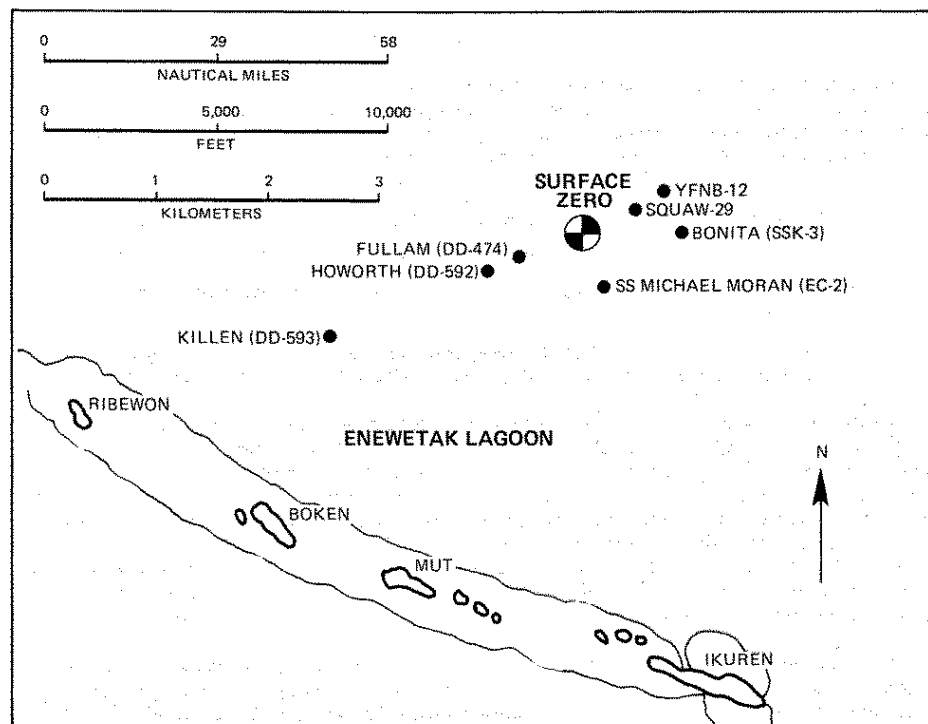 0 29 58
NAUTICAL MILES
0 5,000 10,000
FEET
0 1 2 3
KILOMETERS
SURFACE
ZERO
YFNB-12
SQUAW-29
BONITA (SSK-3)
FULLAM (DD-474)
HOWORTH (DD-592)
SS MICHAEL MORAN (EC-2)
KILLEN (DD-593)
RIBEWON
ENEWETAK LAGOON
N
BOKEN
MUT
IKUREN